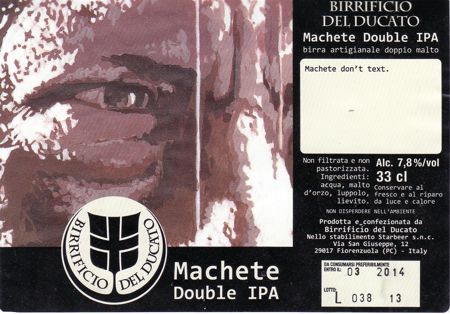 BIRRIFICIO
DEL DUCATO
Machete Double IPA
birra artigianale doppio malto
Machete don't text.
Non filtrata e non
pastorizzata.
Ingredienti:
acqua, malto
d'orzo, luppolo,
lievito.
Alc. 7,8%/vol
33 cl
Conservare al
fresco e al riparo
da luce e calore
NON DISPERDERE NELL'AMBIENTE
Prodotta e confezionata da
Birrificio del Ducato
Nello stabilimento Starbeer s.n.c.
Via San Giuseppe, 12
29017 Fiorenzuola (PC) - Italy
DA CONSUMARSI PREFERIBILMENTE
ENTRO IL: 03 2014
LOTTO:
L 038 13
BIRRIFICIO DEL DUCATO
Machete
Double IPA